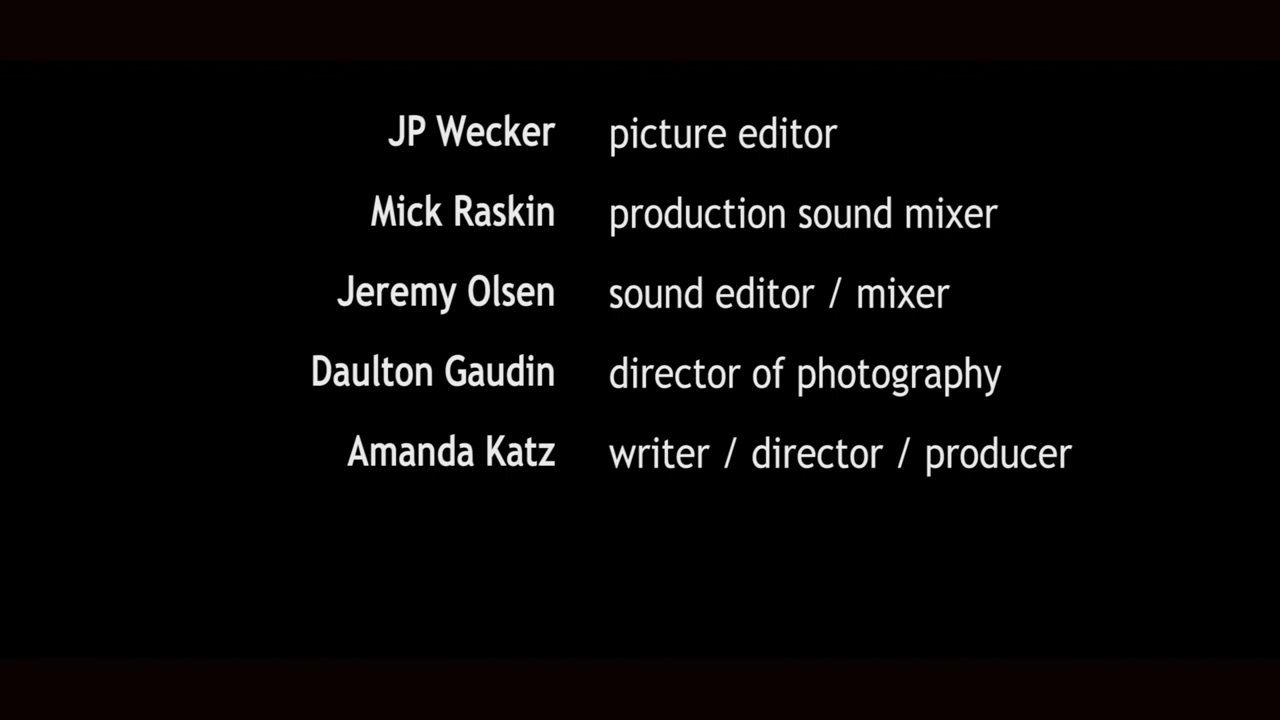 JP Wecker picture editor
Mick Raskin production sound mixer
Jeremy Olsen sound editor / mixer
Daulton Gaudin director of photography
Amanda Katz writer / director / producer